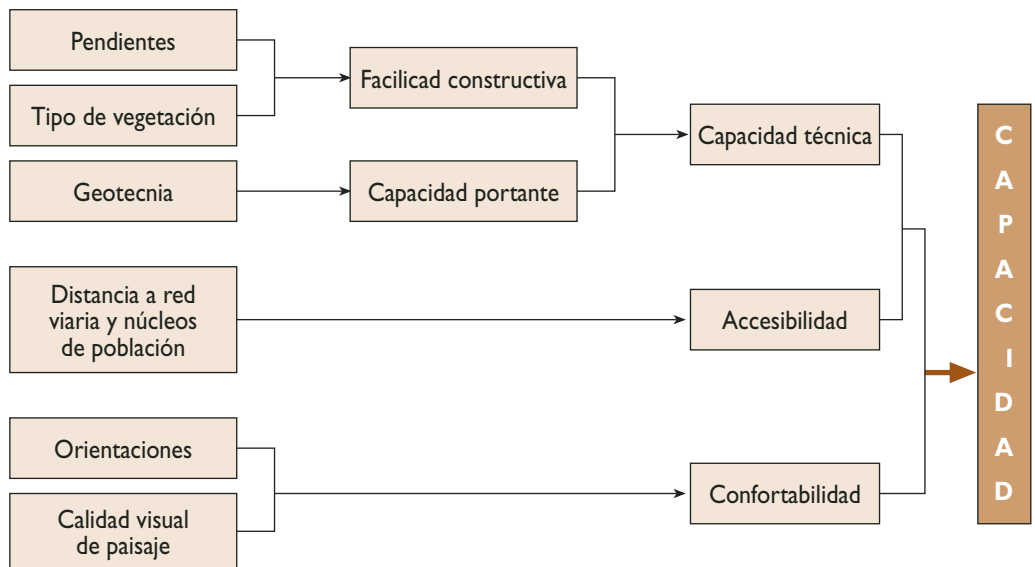 Pendientes
Tipo de vegetación
Geotecnia
Distancia a red
viaria y núcleos
de población
Orientaciones
Calidad visual
de paisaje
Facilicad constructiva
Capacidad portante
Capacidad técnica
Accesibilidad
Confortabilidad
C
A
P
A
C
I
D
A
D